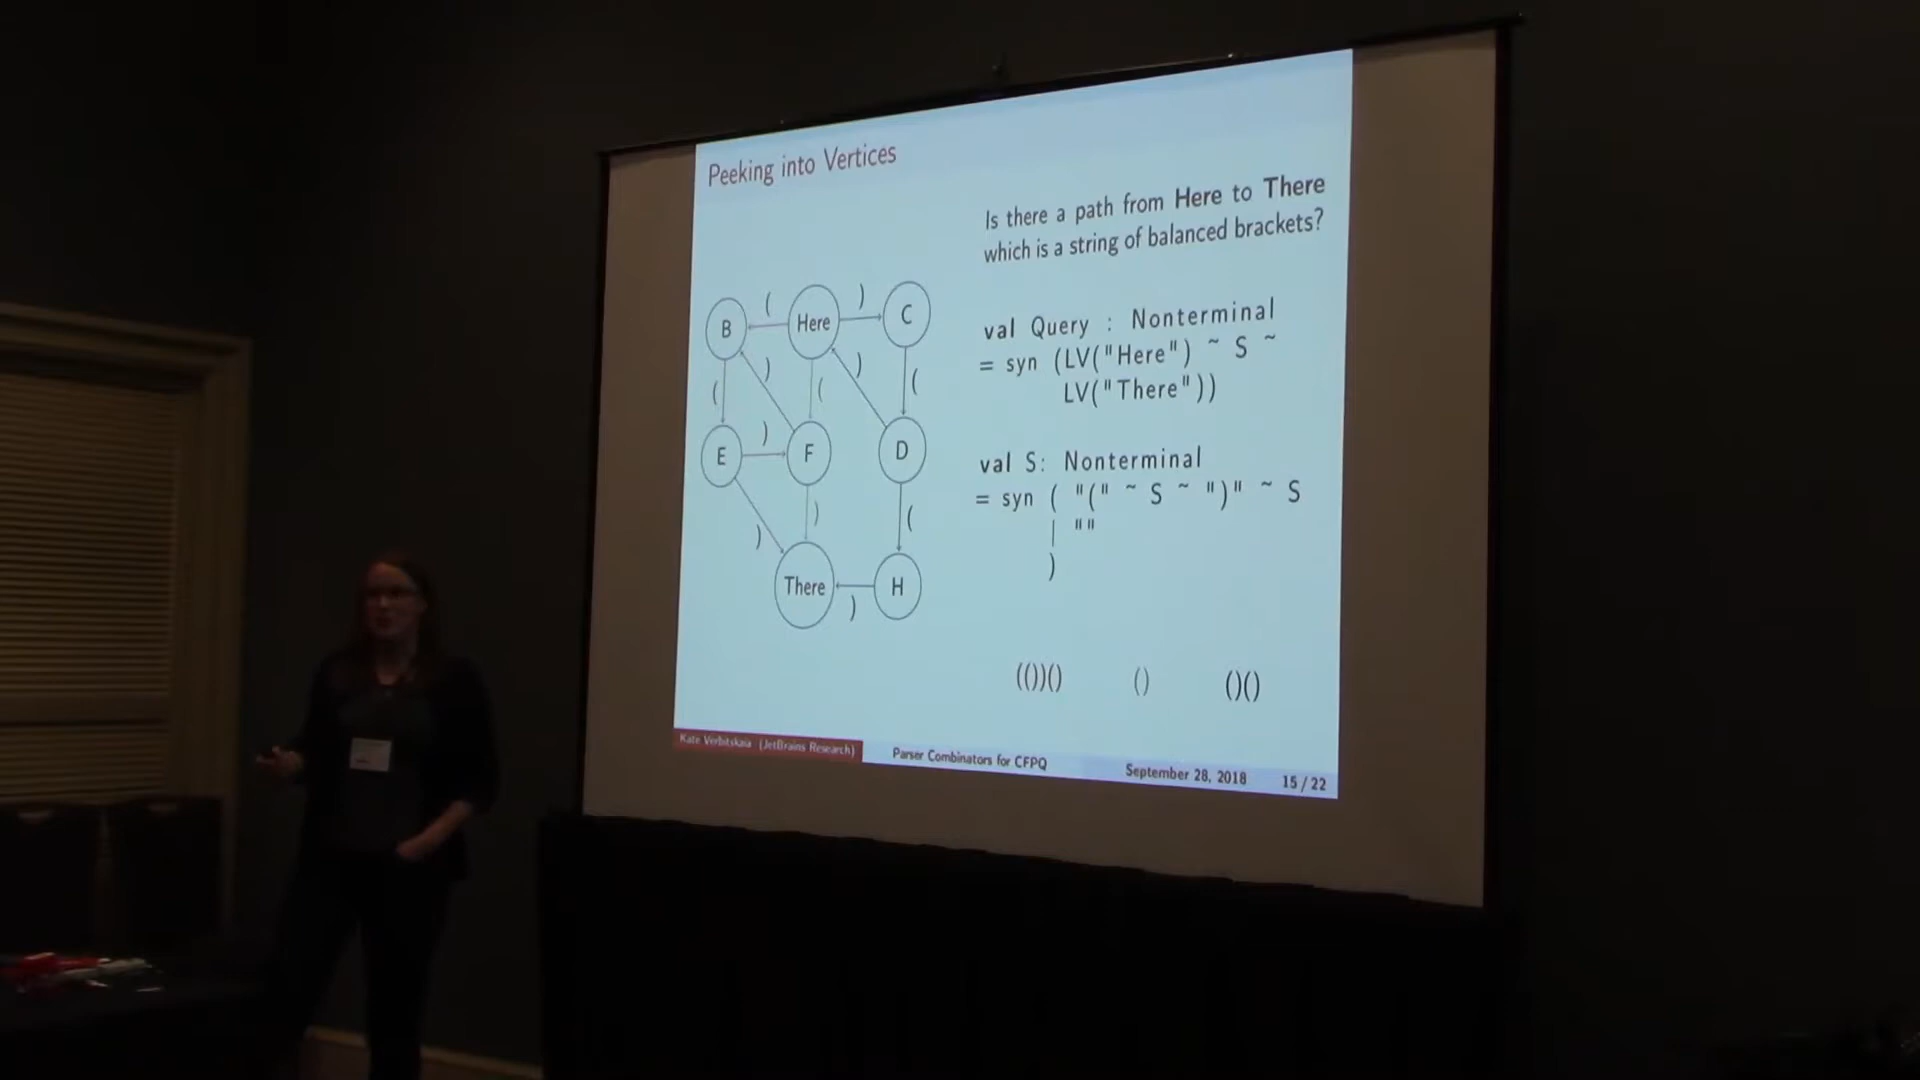 Peeking into Vertices
Is there a path from Here to There
which is a string of balanced brackets?
( )
B Here C
) ) (
( (
)
E F D
) (
)
There H
)
val Query : Nonterminal
= syn (LV("Here") ~ S ~
LV("There"))
val S: Nonterminal
= syn ( "(" ~ S ~ ")" ~ S
| ""
)
(())() () ()()
Kate Verbitskaia (JetBrains Research) Parser Combinators for CFPQ September 28, 2018 15 / 22